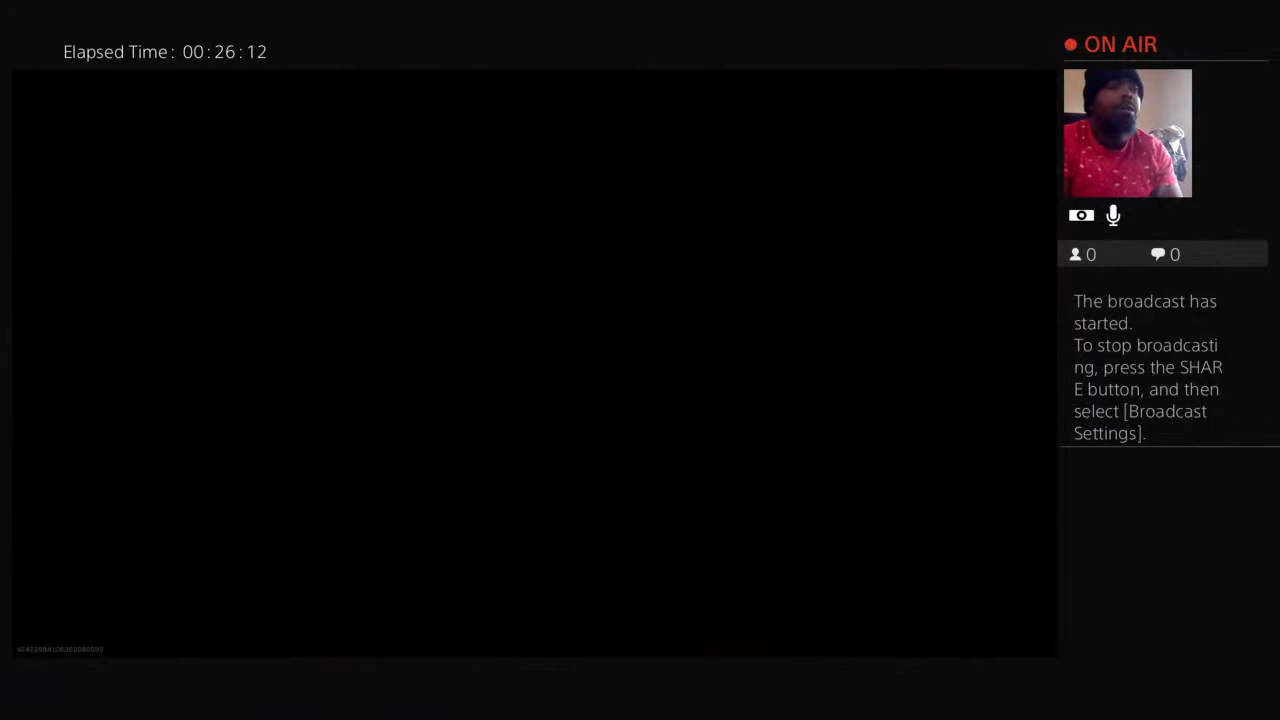 Elapsed Time: 00:26:12
ON AIR
0 0
The broadcast has
started.
To stop broadcasti
ng, press the SHAR
E button, and then
select [Broadcast
Settings].